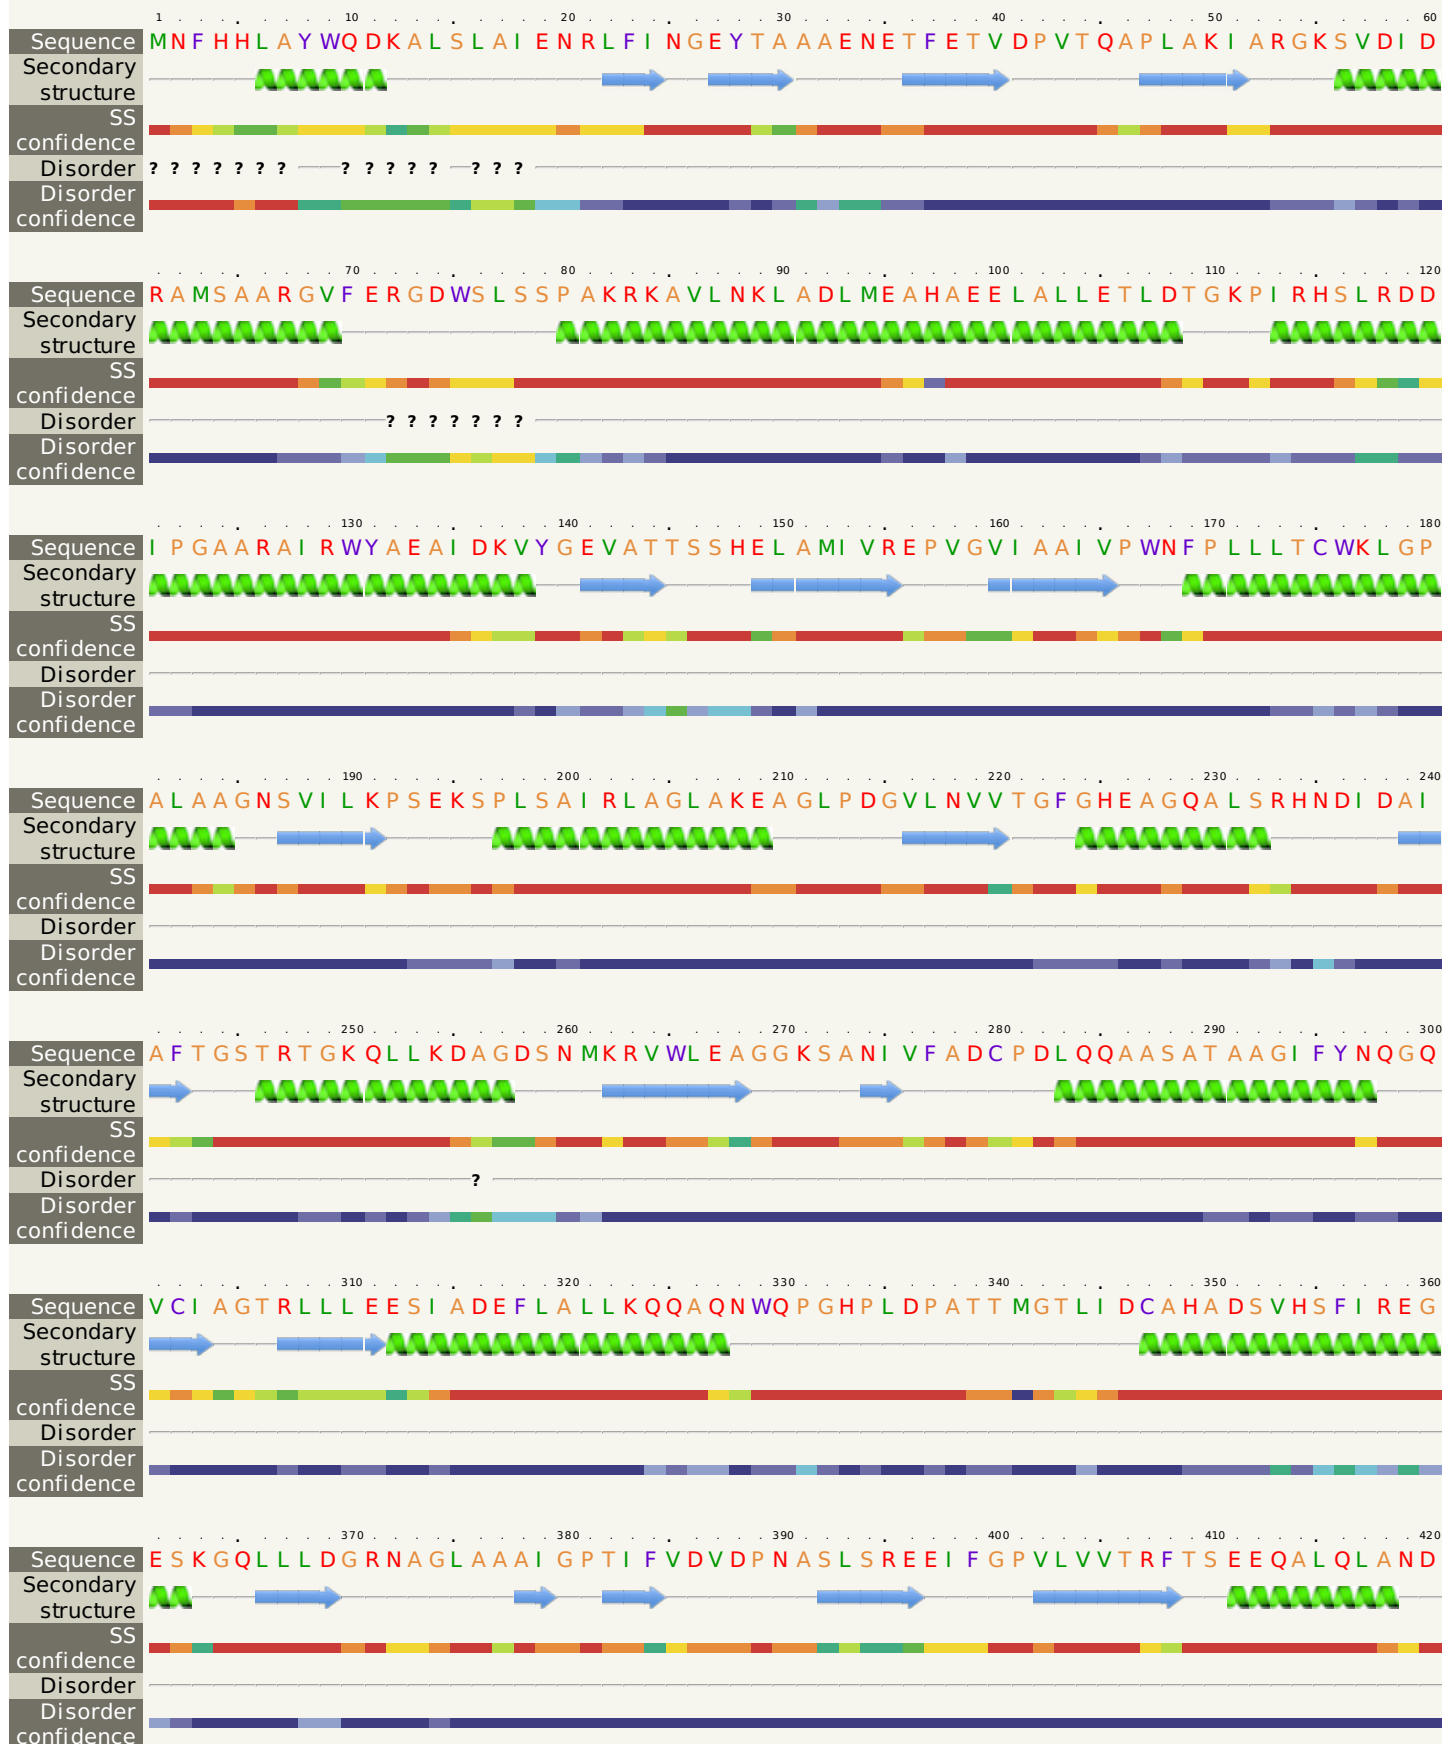 1 . . . . . . . . 10 . . . . . . . . . 20 . . . . . . . . . 30 . . . . . . . . . 40 . . . . . . . . . 50 . . . . . . . . . 60
Sequence MNFHHLAYWQDKALSLAIENRLFINGEYTAAAENETFETVDPVTQAPLAKIARGKSVDID
Secondary
structure
SS
confidence
Disorder ? ? ? ? ? ? ? ? ? ? ? ? ? ? ?
Disorder
confidence
. . . . . . . . . 70 . . . . . . . . . 80 . . . . . . . . . 90 . . . . . . . . . 100 . . . . . . . . . 110 . . . . . . . . . 120
Sequence RAMSAARGVFERGDWSLSSPAKRKAVLNKLADLMEAHAEELALLETLDTGKPIRHSLRDD
Secondary
structure
SS
confidence
Disorder ? ? ? ? ? ? ?
Disorder
confidence
. . . . . . . . . 130 . . . . . . . . . 140 . . . . . . . . . 150 . . . . . . . . . 160 . . . . . . . . . 170 . . . . . . . . . 180
Sequence IPGAARAIRWYAEAIDKVYGEVATTSSHELAMIVREPVGVIAAIVPWNFPLLLTCWKLGP
Secondary
structure
SS
confidence
Disorder
Disorder
confidence
. . . . . . . . . 190 . . . . . . . . . 200 . . . . . . . . . 210 . . . . . . . . . 220 . . . . . . . . . 230 . . . . . . . . . 240
Sequence ALAAGNSVILKPSEKSPLSAIRLAGLAKEAGLPDGVLNVVTGFGHEAGQALSRHNDIDAI
Secondary
structure
SS
confidence
Disorder
Disorder
confidence
. . . . . . . . . 250 . . . . . . . . . 260 . . . . . . . . . 270 . . . . . . . . . 280 . . . . . . . . . 290 . . . . . . . . . 300
Sequence AFTGSTRTGKQLLKDAGDSNMKRVWLEAGGKSANIVFADCPDLQQAASATAAGIFYNQGQ
Secondary
structure
SS
confidence
Disorder ?
Disorder
confidence
. . . . . . . . . 310 . . . . . . . . . 320 . . . . . . . . . 330 . . . . . . . . . 340 . . . . . . . . . 350 . . . . . . . . . 360
Sequence VCIAGTRLLLEESIADEFLALLKQQAQNWQPGHPLDPATTMGTLIDCAHADSVHSFIREG
Secondary
structure
SS
confidence
Disorder
Disorder
confidence
. . . . . . . . . 370 . . . . . . . . . 380 . . . . . . . . . 390 . . . . . . . . . 400 . . . . . . . . . 410 . . . . . . . . . 420
Sequence ESKGQLLLDGRNAGLAAAIGPTIFVDVDPNASLSREEIFGPVLVVTRFTSEEQALQLAND
Secondary
structure
SS
confidence
Disorder
Disorder
confidence